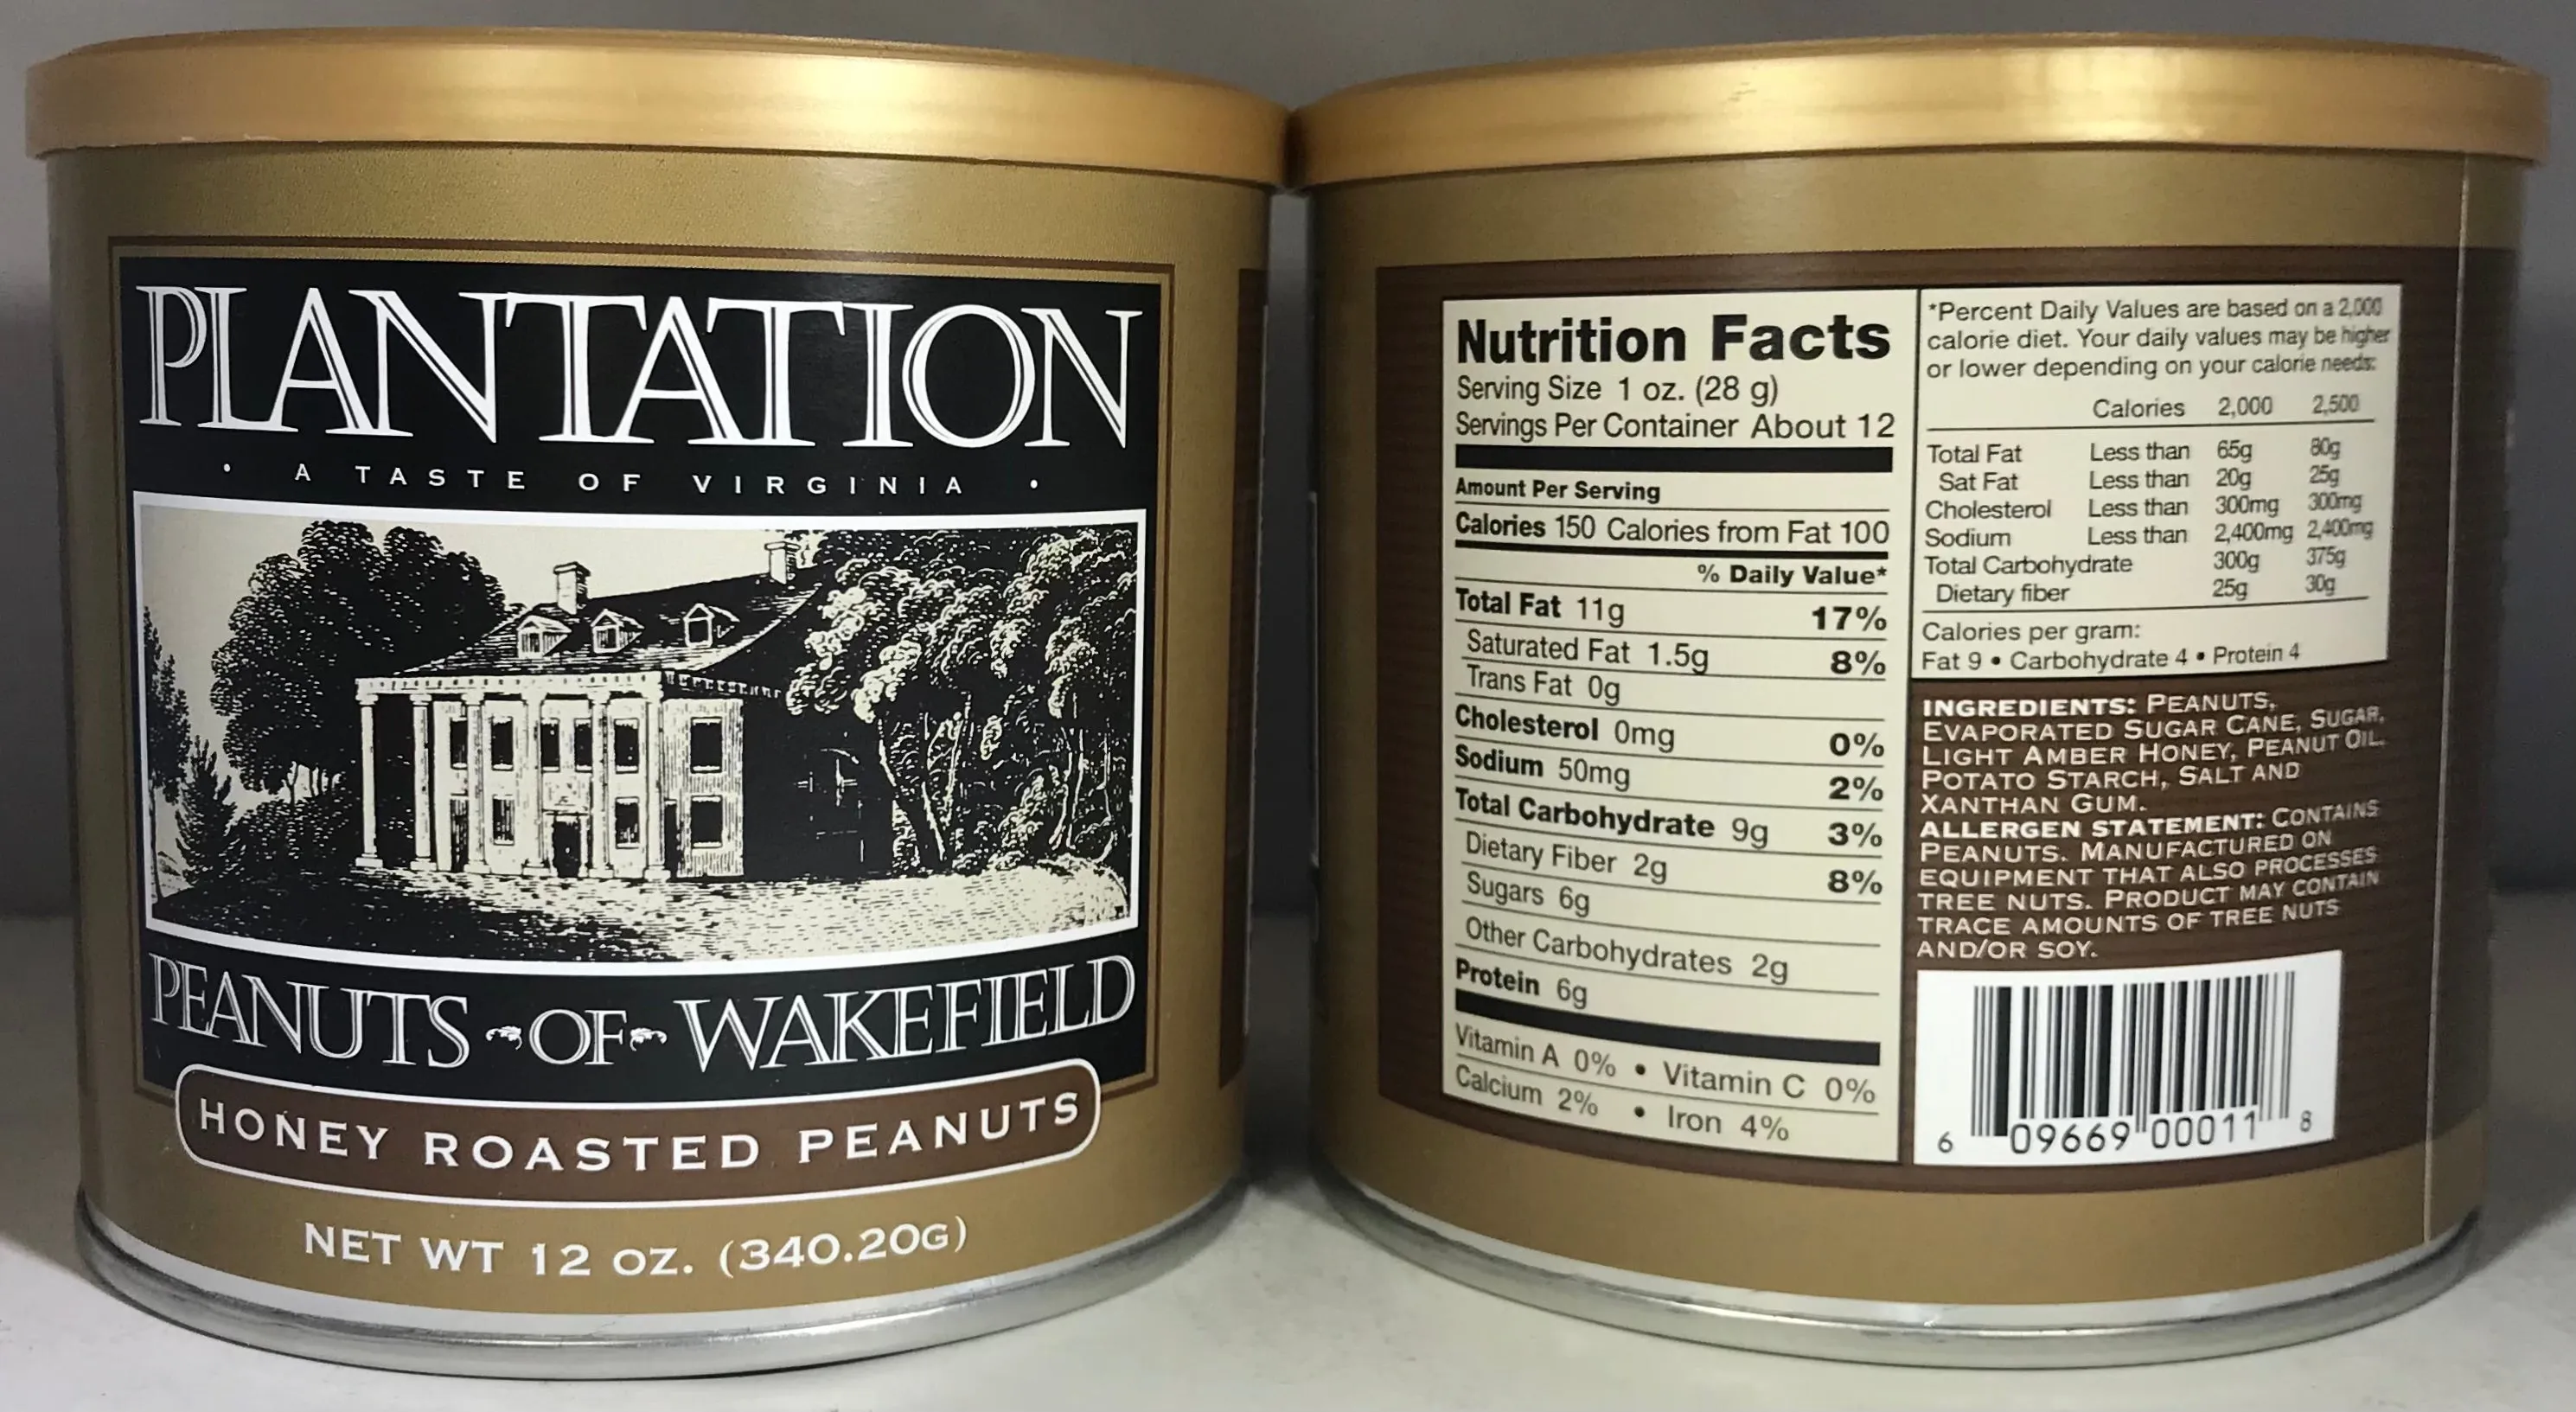 PLANTATION
• A TASTE OF VIRGINIA •
PEANUTS OF WAKEFIELD
HONEY ROASTED PEANUTS
NET WT 12 OZ. (340.20G)
Nutrition Facts
Serving Size 1 oz. (28 g)
Servings Per Container About 12
Amount Per Serving
Calories 150 Calories from Fat 100
% Daily Value*
Total Fat 11g 17%
Saturated Fat 1.5g 8%
Trans Fat 0g
Cholesterol 0mg 0%
Sodium 50mg 2%
Total Carbohydrate 9g 3%
Dietary Fiber 2g 8%
Sugars 6g
Other Carbohydrates 2g
Protein 6g
Vitamin A 0% • Vitamin C 0%
Calcium 2% • Iron 4%
*Percent Daily Values are based on a 2,000
calorie diet. Your daily values may be higher
or lower depending on your calorie needs:
Calories 2,000 2,500
Total Fat Less than 65g 80g
Sat Fat Less than 20g 25g
Cholesterol Less than 300mg 300mg
Sodium Less than 2,400mg 2,400mg
Total Carbohydrate 300g 375g
Dietary fiber 25g 30g
Calories per gram:
Fat 9 • Carbohydrate 4 • Protein 4
INGREDIENTS: PEANUTS,
EVAPORATED SUGAR CANE, SUGAR,
LIGHT AMBER HONEY, PEANUT OIL.
POTATO STARCH, SALT AND
XANTHAN GUM.
ALLERGEN STATEMENT: CONTAINS
PEANUTS. MANUFACTURED ON
EQUIPMENT THAT ALSO PROCESSES
TREE NUTS. PRODUCT MAY CONTAIN
TRACE AMOUNTS OF TREE NUTS
AND/OR SOY.
6 09669 00011 8